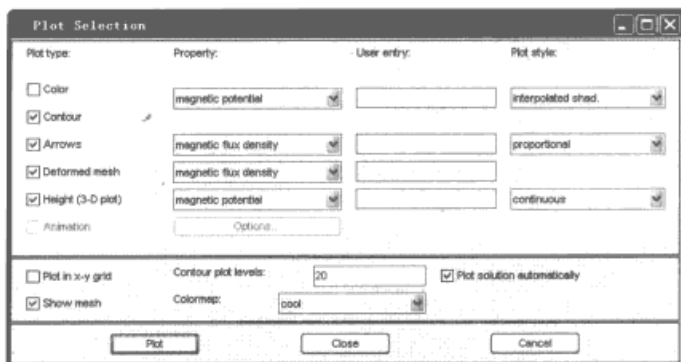 Plot Selection
Plot type: Property: User entry: Plot style:
Color
magnetic potential interpolated shad.
Contour
Arrows magnetic flux density proportional
Deformed mesh magnetic flux density
Height (3-D plot) magnetic potential continuous
Animation Options...
Plot in x-y grid Contour plot levels: 20 Plot solution automatically
Show mesh Colormap: cool
Plot Close Cancel